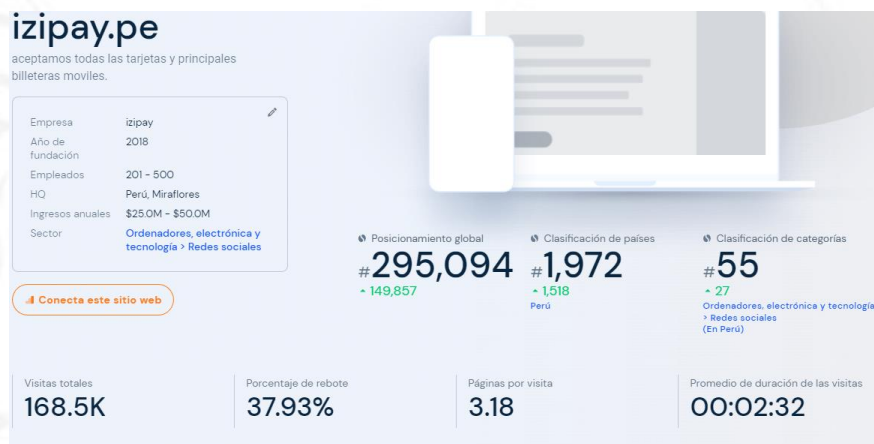 izipay.pe
aceptamos todas las tarjetas y principales
billeteras moviles.
Empresa izipay
Año de
fundación 2018
Empleados 201 - 500
HQ Perú, Miraflores
Ingresos anuales $25.0M - $50.0M
Sector Ordenadores, electrónica y
tecnología > Redes sociales
Conecta este sitio web
Posicionamiento global
#295,094
149,857
Clasificación de países
#1,972
1,518
Perú
Clasificación de categorías
#55
27
Ordenadores, electrónica y tecnología
> Redes sociales
(En Perú)
Visitas totales
168.5K
Porcentaje de rebote
37.93%
Páginas por visita
3.18
Promedio de duración de las visitas
00:02:32